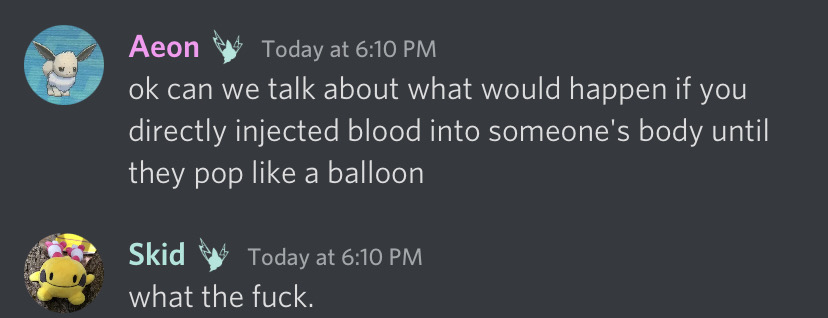 Aeon Today at 6:10 PM
ok can we talk about what would happen if you
directly injected blood into someone's body until
they pop like a balloon
Skid Today at 6:10 PM
what the fuck.